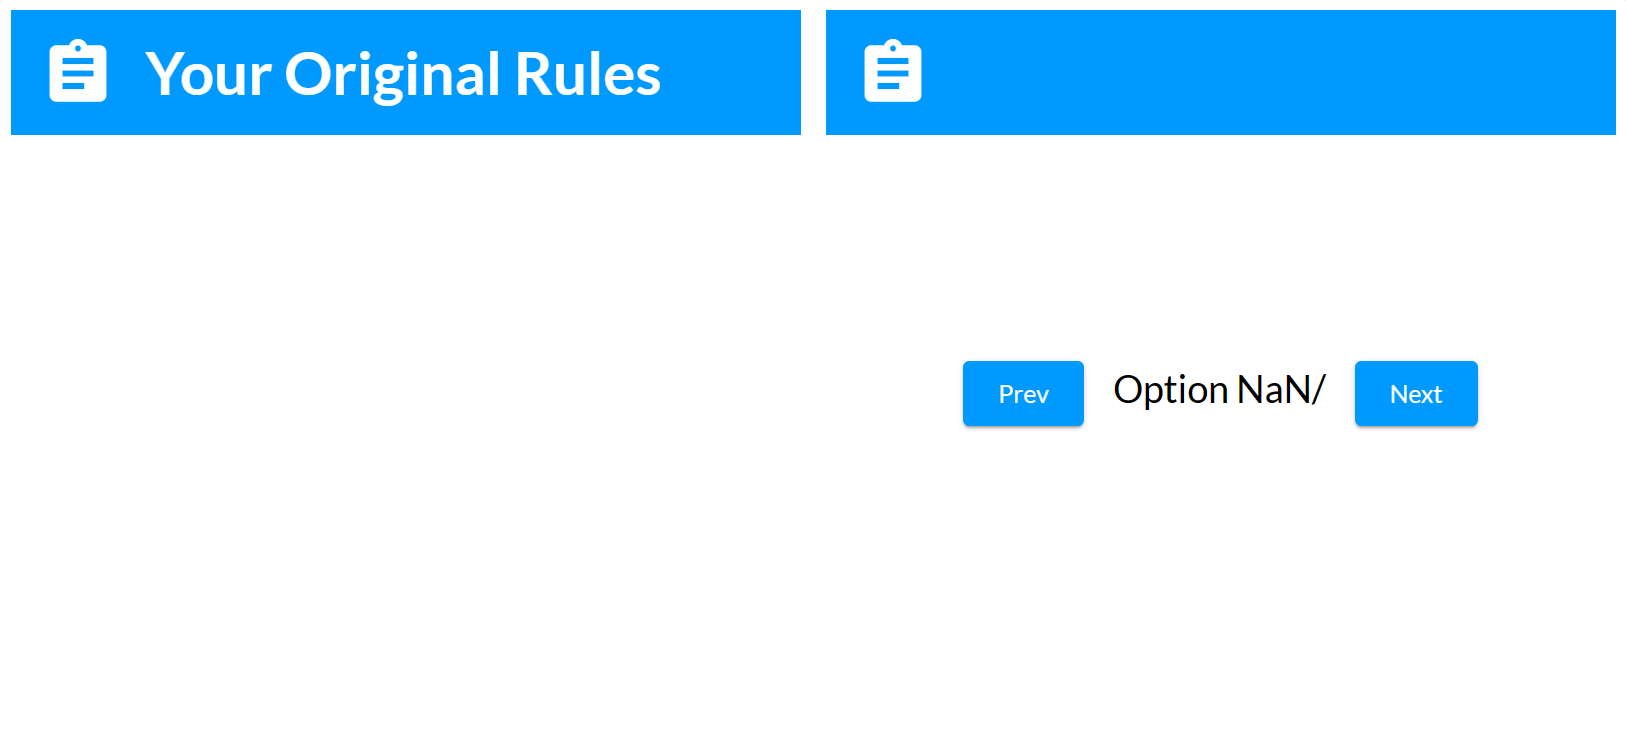 Your Original Rules
Prev
Option NaN/
Next